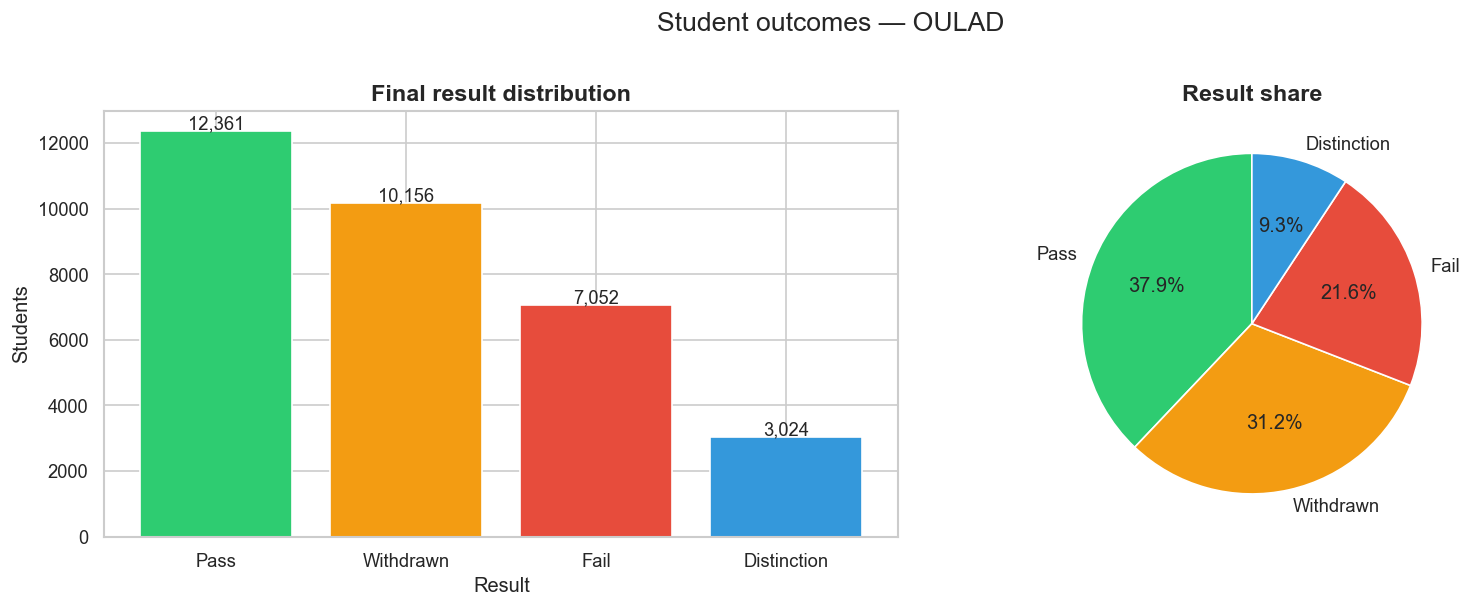 Student outcomes — OULAD
Final result distribution
Students
12000
10000
8000
6000
4000
2000
0
12,361
10,156
7,052
3,024
Pass
Withdrawn
Fail
Distinction
Result
Result share
Distinction
9.3%
Pass
37.9%
Fail
21.6%
31.2%
Withdrawn